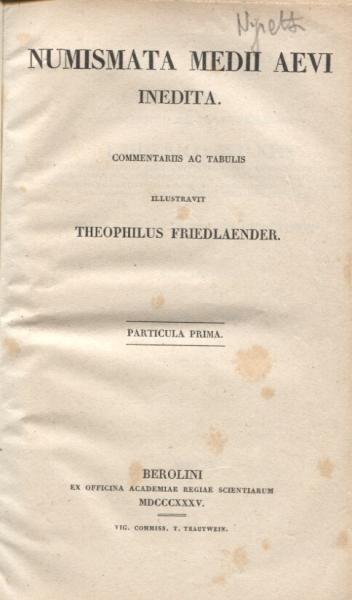 NUMISMATA MEDII AEVI
INEDITA.
COMMENTARIIS AC TABULIS
ILLUSTRAVIT
THEOPHILUS FRIEDLAENDER.
PARTICULA PRIMA.
BEROLINI
EX OFFICINA ACADEMIAE REGIAE SCIENTIARUM
MDCCCXXXV.
VIG. COMMISS. T. TRAUTWEIN.